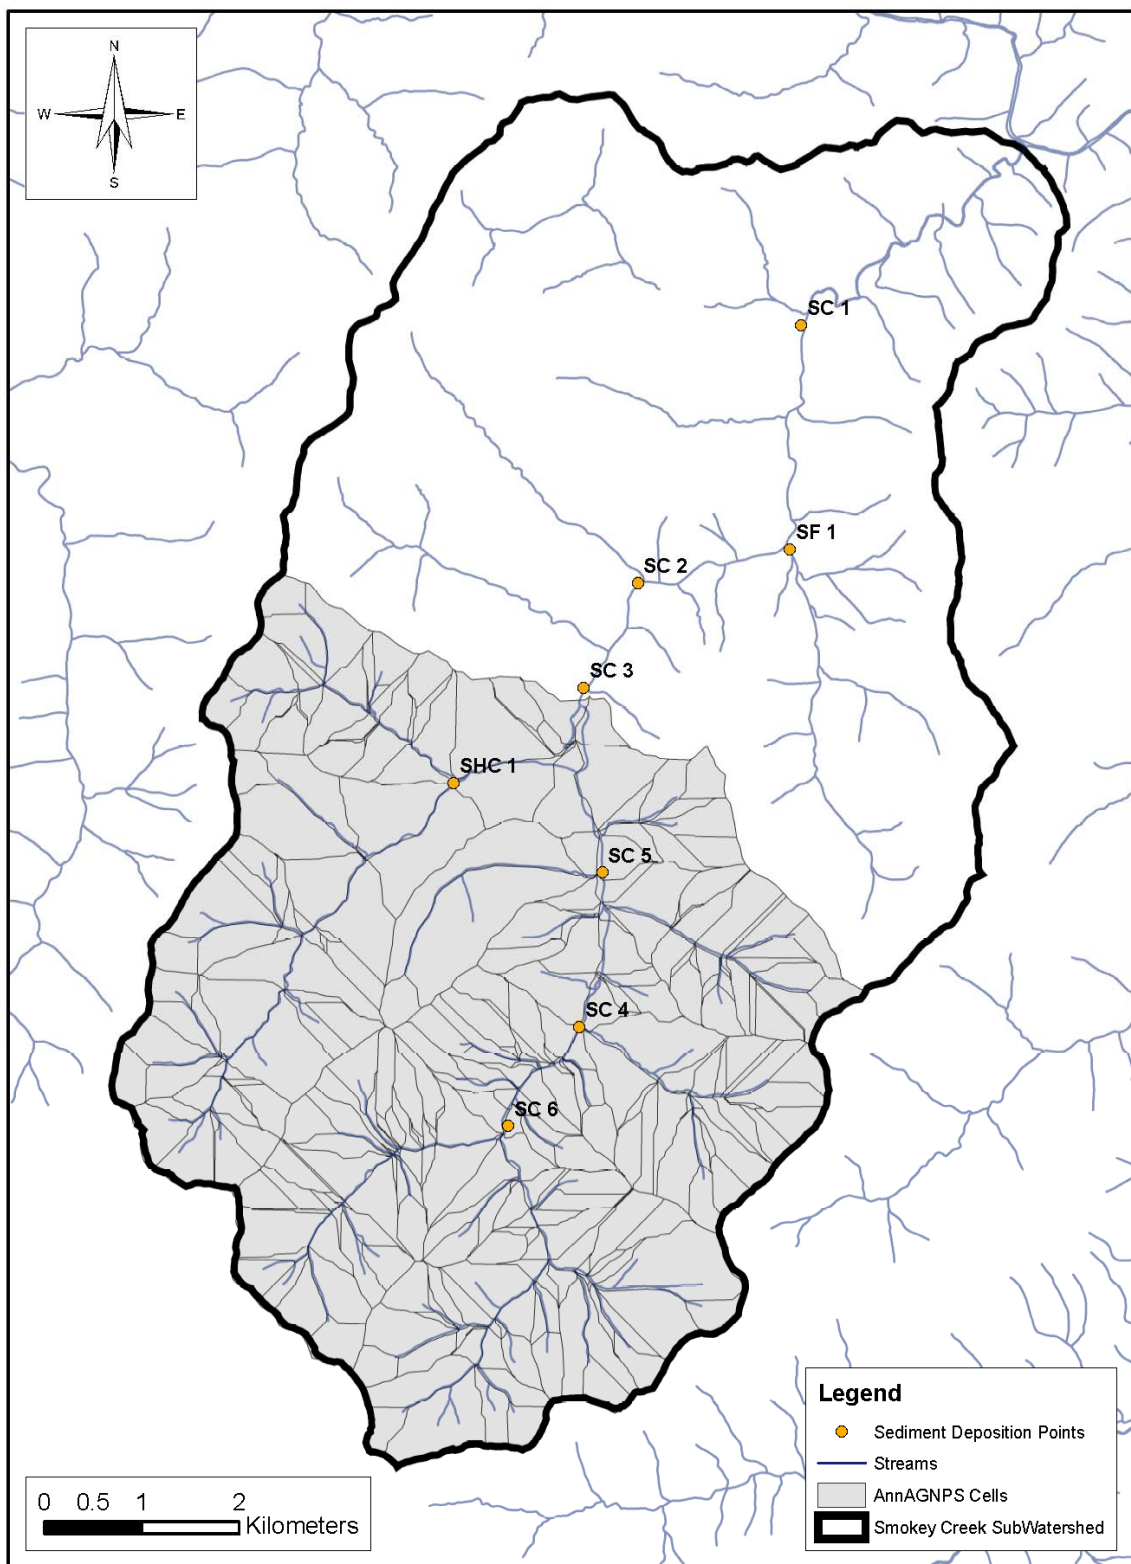 N
W E
S
SC 1
SF 1
SC 2
SC 3
SHC 1
SC 5
SC 4
SC 6
Legend
Sediment Deposition Points
Streams
AnnAGNPS Cells
Smokey Creek SubWatershed
0 0.5 1 2
Kilometers